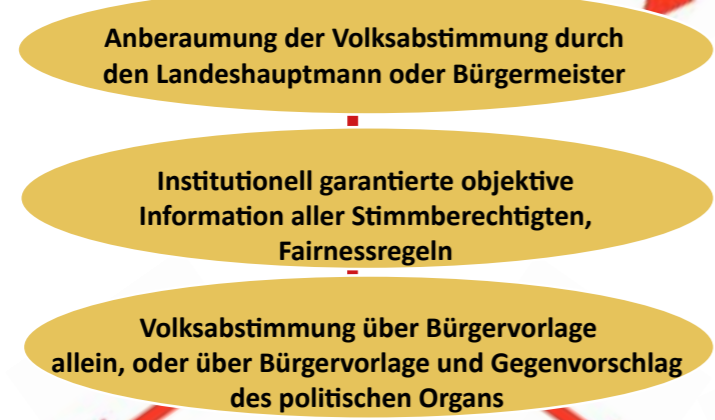 Anberaumung der Volksabstimmung durch
den Landeshauptmann oder Bürgermeister
Institutionell garantierte objektive
Information aller Stimmberechtigten,
Fairnessregeln
Volksabstimmung über Bürgervorlage
allein, oder über Bürgervorlage und Gegenvorschlag
des politischen Organs